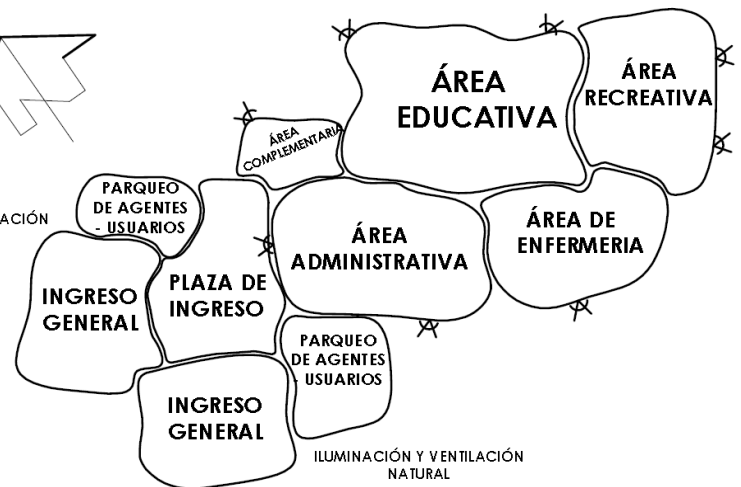 ÁREA
EDUCATIVA
ÁREA
RECREATIVA
ÁREA
COMPLEMENTARIA
PARQUEO
DE AGENTES
- USUARIOS
ACIÓN
ÁREA
ADMINISTRATIVA
ÁREA DE
ENFERMERIA
INGRESO
GENERAL
PLAZA DE
INGRESO
PARQUEO
DE AGENTES
- USUARIOS
INGRESO
GENERAL
ILUMINACIÓN Y VENTILACIÓN
NATURAL